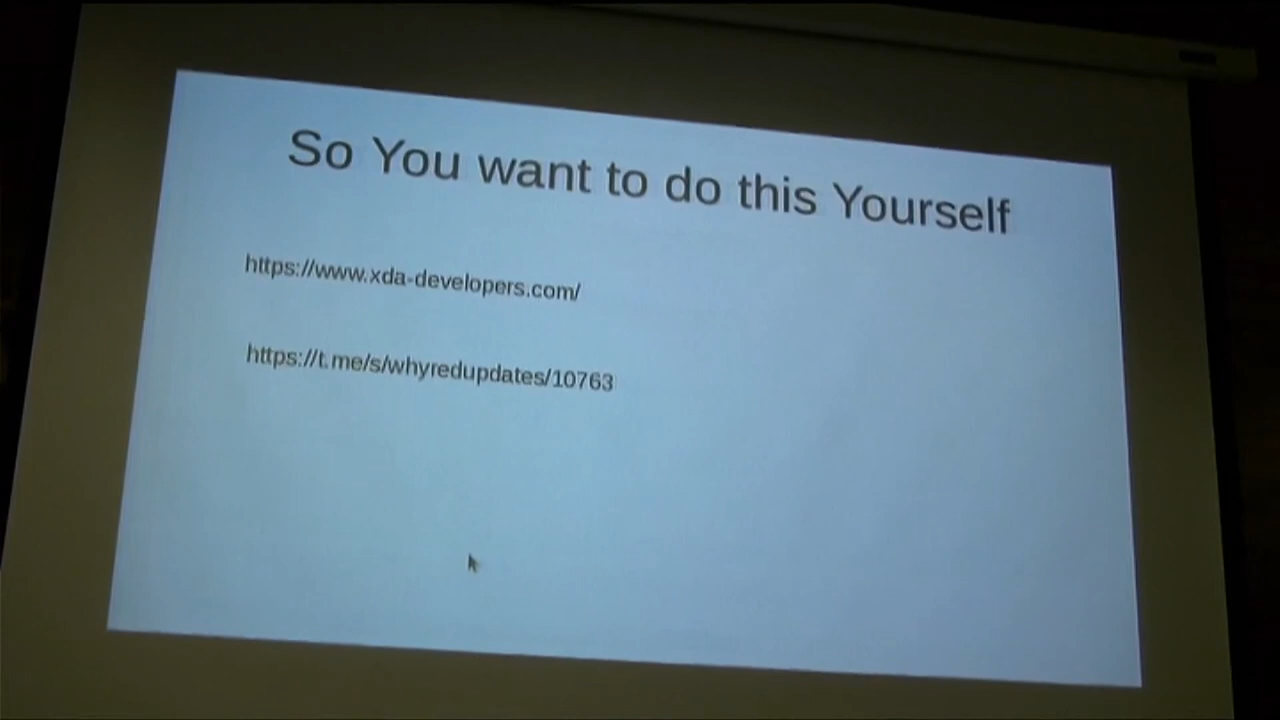 So You want to do this Yourself
https://www.xda-developers.com/
https://t.me/s/whyredupdates/10763